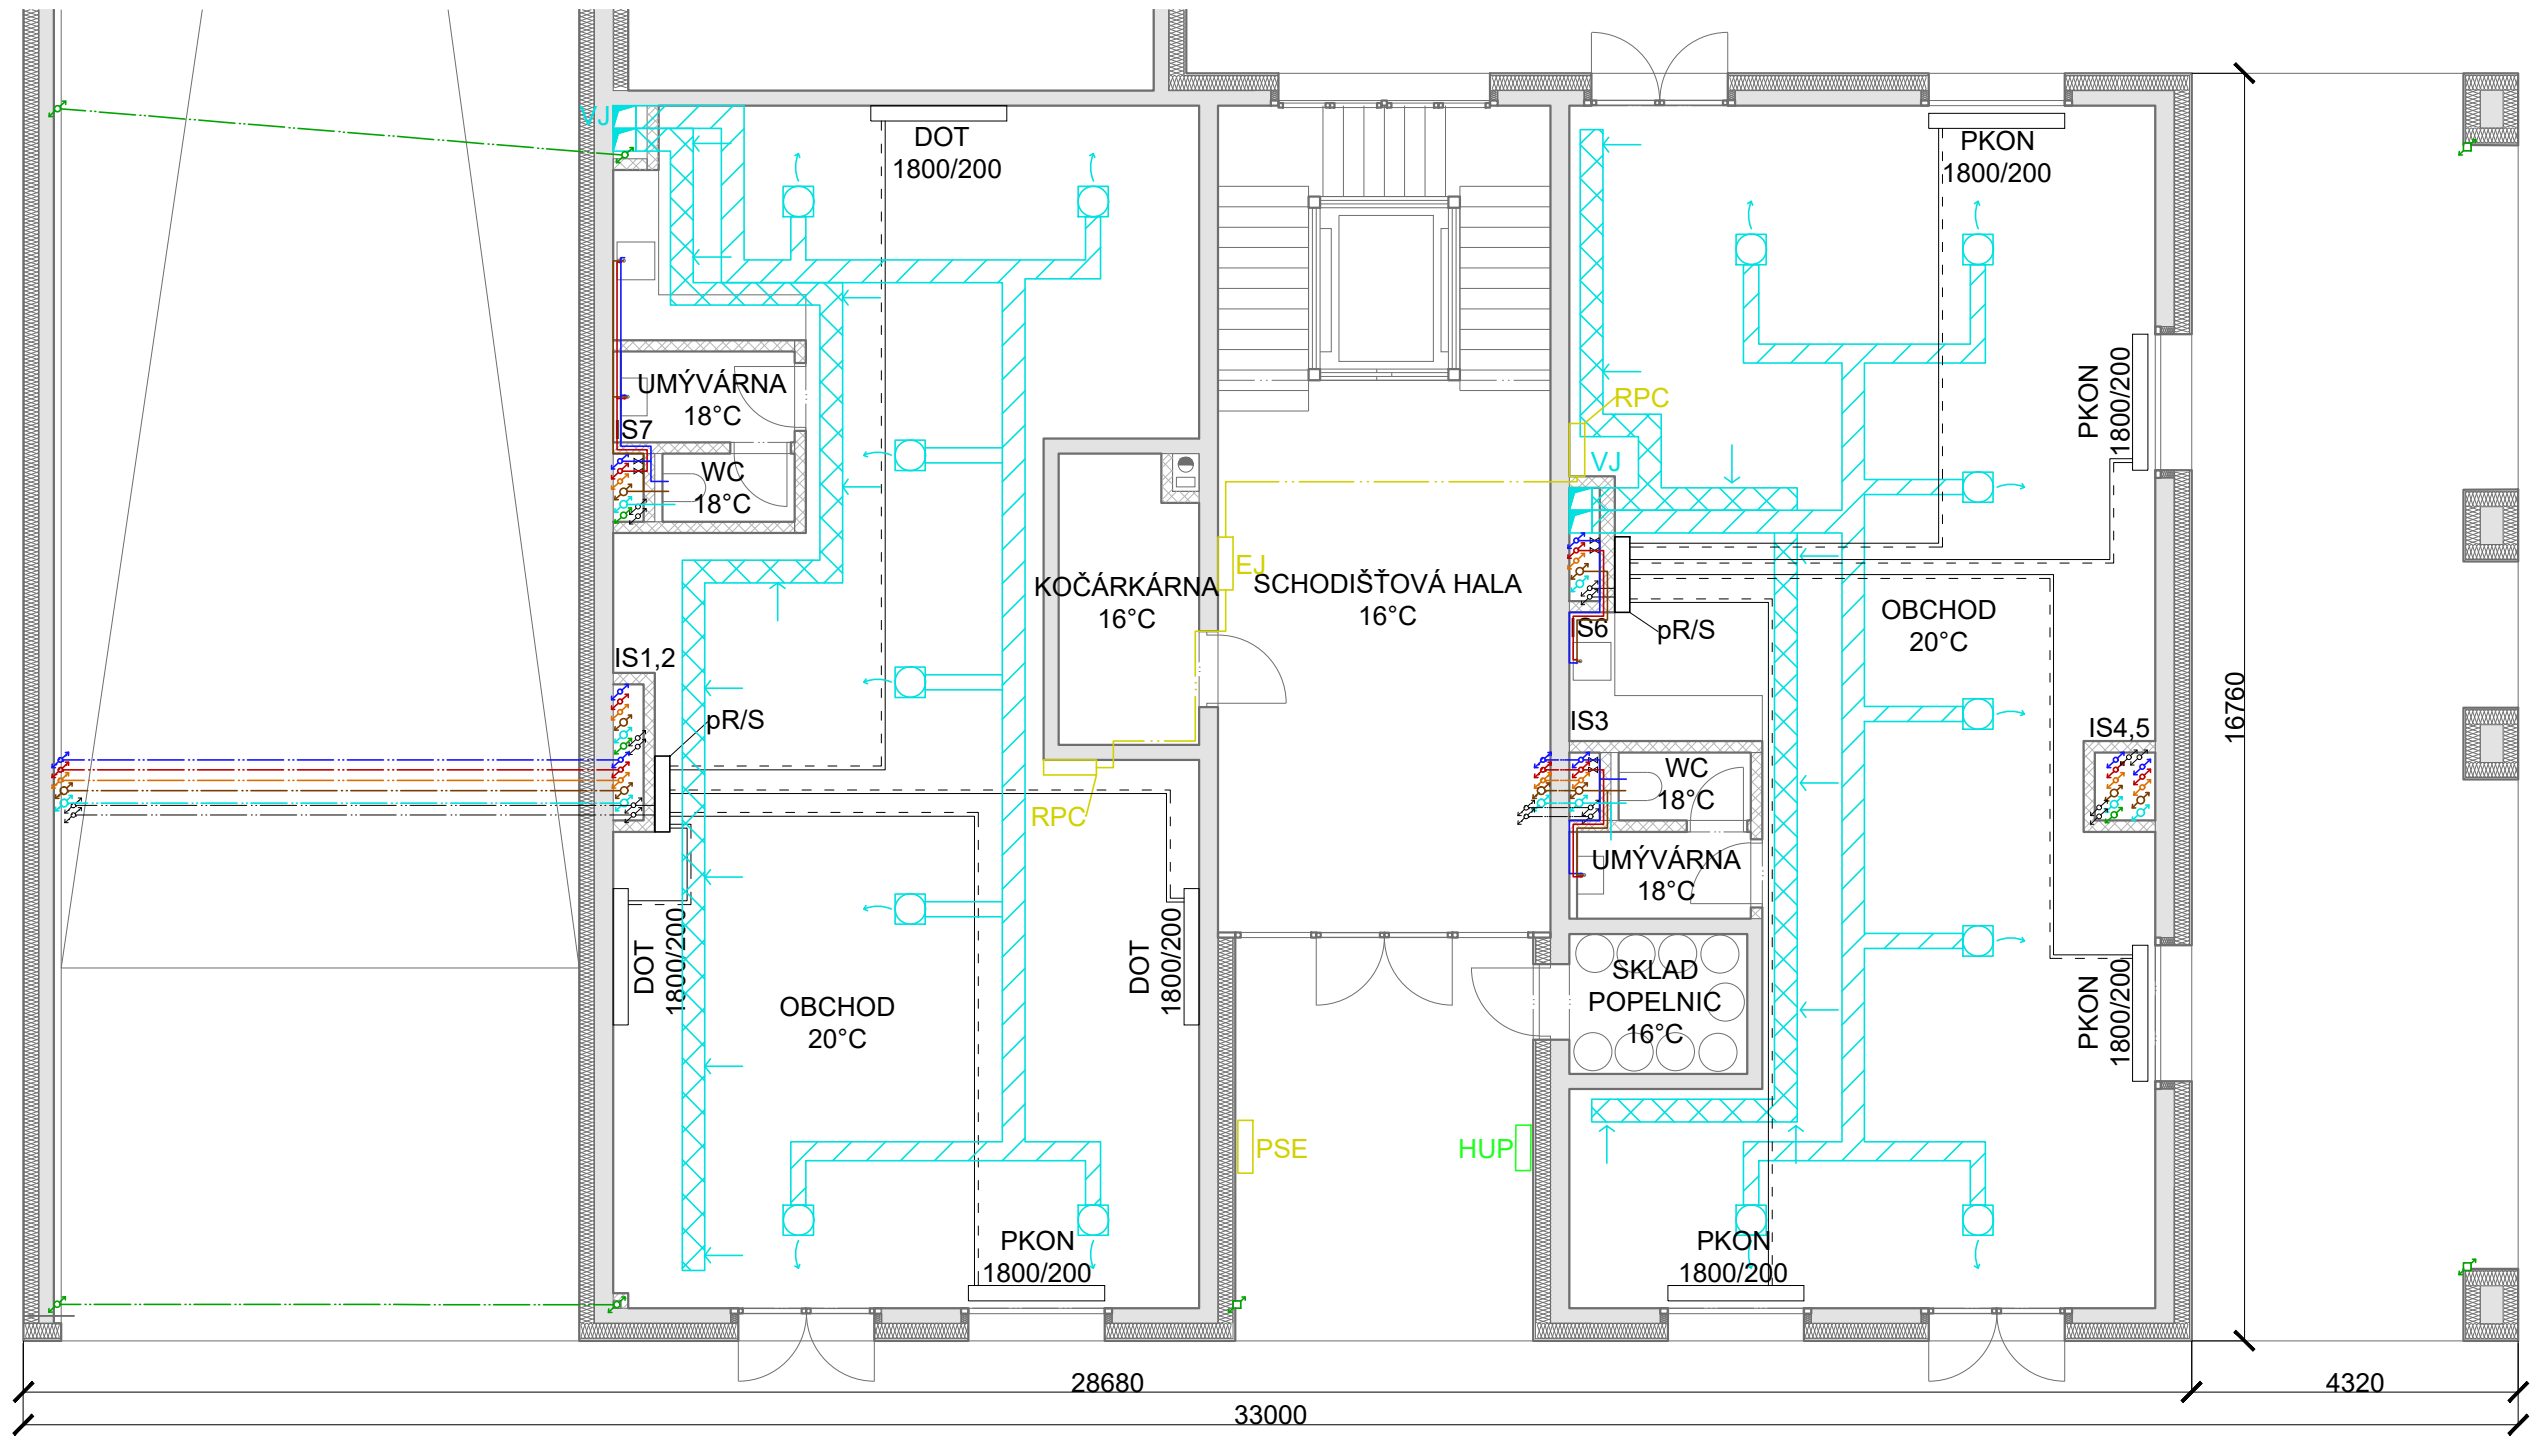 VJ
DOT
1800/200
PKON
1800/200
UMÝVÁRNA
18°C
IS7
WC
18°C
RPC
VJ
PKON
1800/200
EJ
KOČÁRKÁRNA
16°C
SCHODIŠŤOVÁ HALA
16°C
OBCHOD
20°C
IS6
pR/S
IS1,2
pR/S
IS3
IS4,5
16760
WC
18°C
RPC
UMÝVÁRNA
18°C
DOT
1800/200
DOT
1800/200
OBCHOD
20°C
SKLAD
POPELNIC
16°C
PKON
1800/200
PSE
HUP
PKON
1800/200
PKON
1800/200
28680
4320
33000